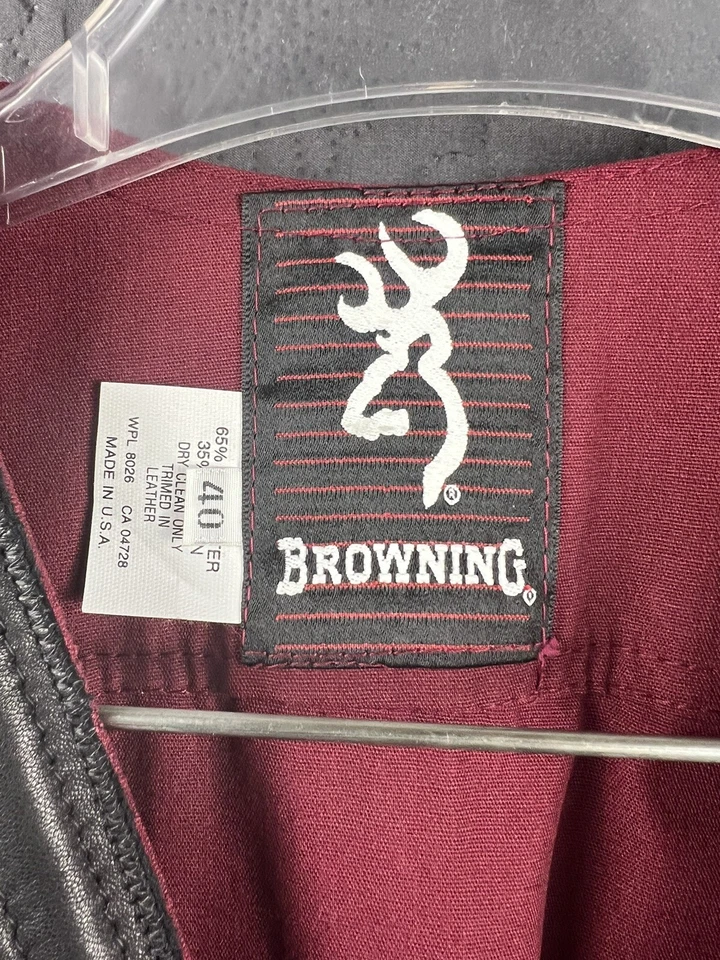 BROWNING
®
®
40
65%
35%
DRY CLEAN ONLY
TRIMMED IN
LEATHER
WPL 8026 CA 04728
MADE IN U.S.A.